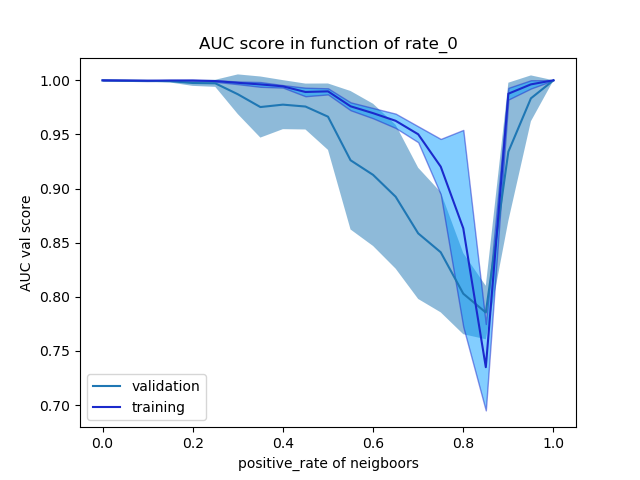 AUC score in function of rate_0
1.00
0.95
0.90
0.85
0.80
0.75
0.70
AUC val score
validation
training
0.0
0.2
0.4
0.6
0.8
1.0
positive_rate of neigboors